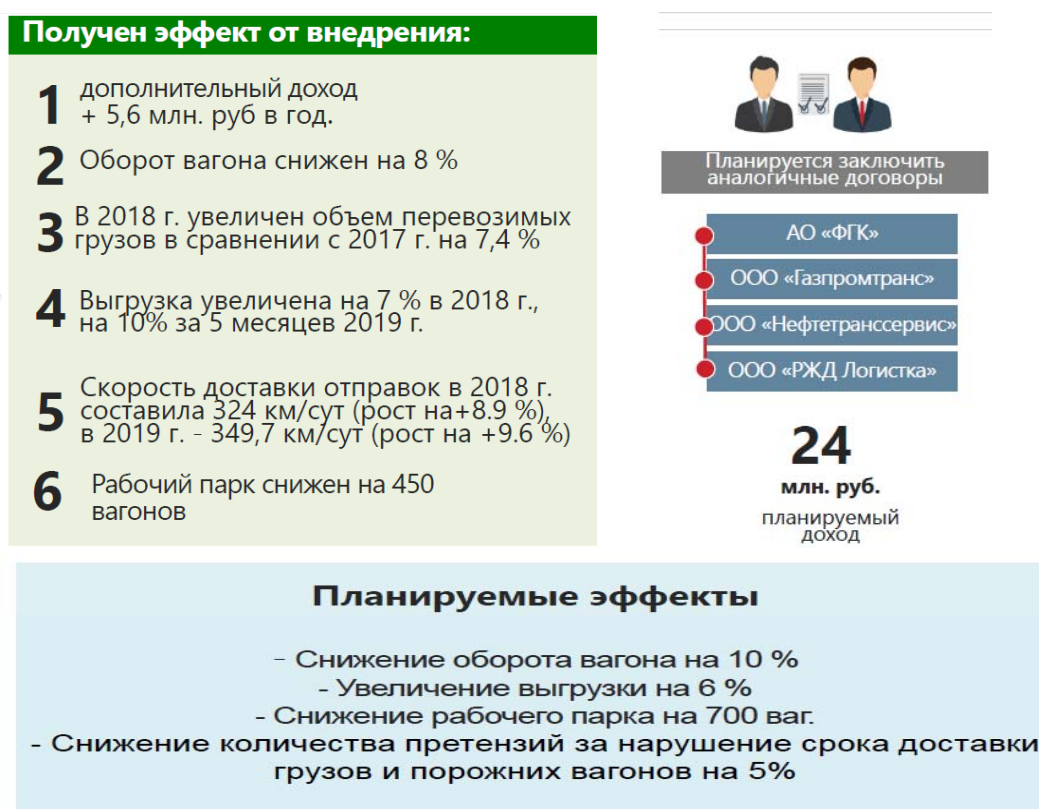 Получен эффект от внедрения:
1 дополнительный доход
+ 5,6 млн. руб в год.
2 Оборот вагона снижен на 8 %
3 В 2018 г. увеличен объем перевозимых
грузов в сравнении с 2017 г. на 7,4 %
4 Выгрузка увеличена на 7 % в 2018 г.,
на 10% за 5 месяцев 2019 г.
5 Скорость доставки отправок в 2018 г.
составила 324 км/сут (рост на+8.9 %),
в 2019 г. - 349,7 км/сут (рост на +9.6 %)
6 Рабочий парк снижен на 450
вагонов
Планируется заключить
аналогичные договоры
АО «ФГК»
ООО «Газпромтранс»
ООО «Нефтетранссервис»
ООО «РЖД Логистка»
24
млн. руб.
планируемый
доход
Планируемые эффекты
- Снижение оборота вагона на 10 %
- Увеличение выгрузки на 6 %
- Снижение рабочего парка на 700 ваг.
- Снижение количества претензий за нарушение срока доставки
грузов и порожних вагонов на 5%